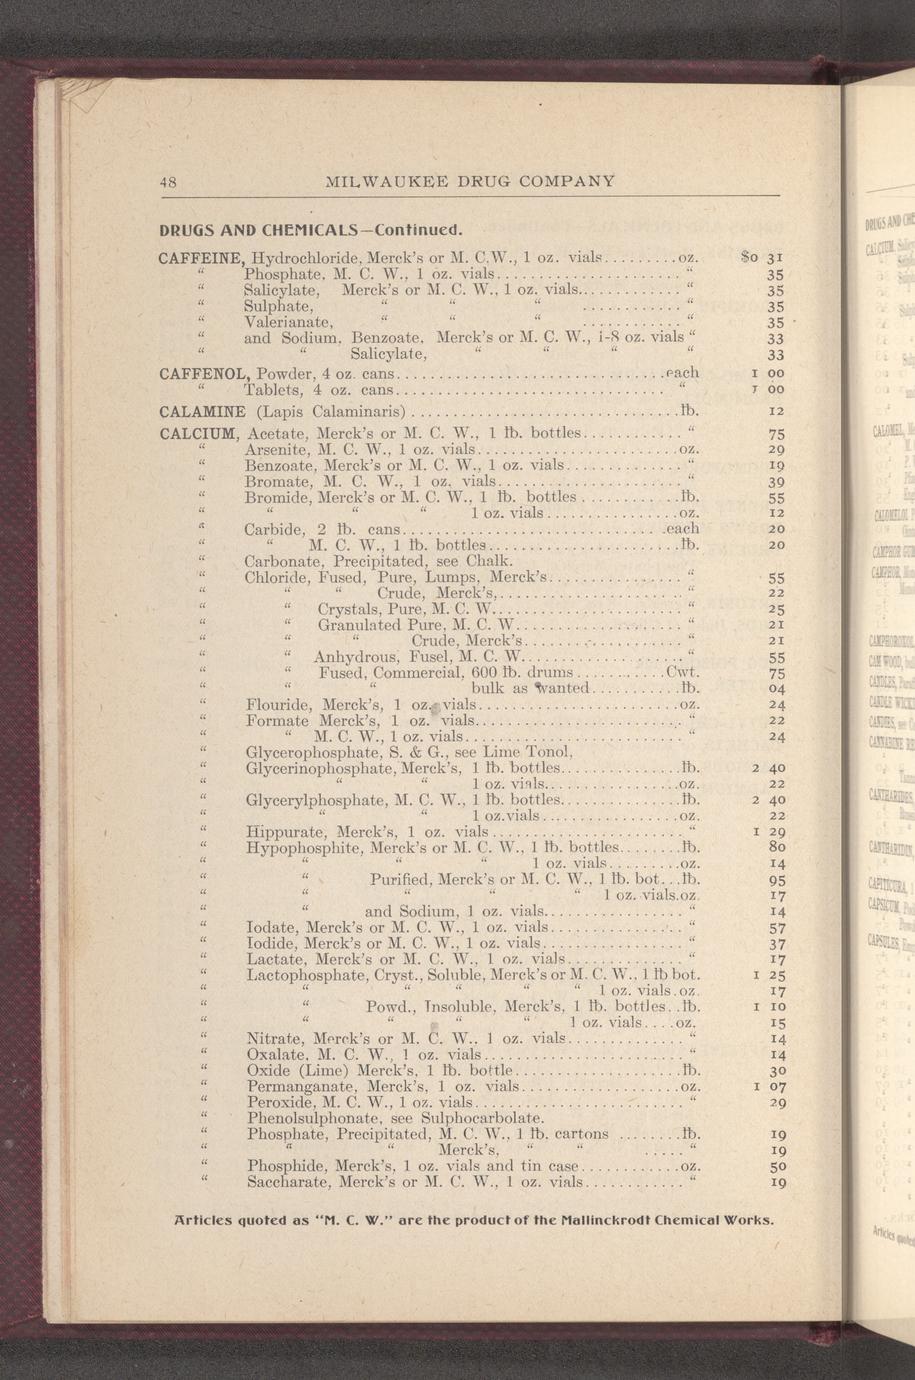 48 MILWAUKEE DRUG COMPANY
DRUGS AND CHEMICALS—Continued.
CAFFEINE, Hydrochloride, Merck's or M. C.W., 1 oz. vials.........oz. $0 31
“ Phosphate, M. C. W., 1 oz. vials........................ “ 35
“ Salicylate, Merck's or M. C. W., 1 oz. vials............. “ 35
“ Sulphate, “ “ “ ............ “ 35
“ Valerianate, “ “ “ ............ “ 35
“ and Sodium, Benzoate, Merck's or M. C. W., 1-8 oz. vials “ 33
“ “ Salicylate, “ “ “ “ 33
CAFFENOL, Powder, 4 oz. cans...............................each 1 00
“ Tablets, 4 oz. cans............................... “ 1 00
CALAMINE (Lapis Calaminaris) ..............................lb. 12
CALCIUM, Acetate, Merck's or M. C. W., 1 lb. bottles............ “ 75
“ Arsenite, M. C. W., 1 oz. vials.......................oz. 29
“ Benzoate, Merck's or M. C. W., 1 oz. vials............. “ 19
“ Bromate, M. C. W., 1 oz. vials........................ “ 39
“ Bromide, Merck's or M. C. W., 1 lb. bottles ...........lb. 55
“ “ “ “ 1 oz. vials...............oz. 12
“ Carbide, 2 lb. cans..............................each 20
“ “ M. C. W., 1 lb. bottles......................lb. 20
“ Carbonate, Precipitated, see Chalk.
“ Chloride, Fused, Pure, Lumps, Merck's............... “ 55
“ “ “ Crude, Merck's,..................... “ 22
“ “ Crystals, Pure, M. C. W..................... “ 25
“ “ Granulated Pure, M. C. W................... “ 21
“ “ “ Crude, Merck's.................. “ 21
“ “ Anhydrous, Fusel, M. C. W.................. “ 55
“ “ Fused, Commercial, 600 lb. drums ...........Cwt. 75
“ “ “ bulk as wanted..........lb. 04
“ Flouride, Merck's, 1 oz. vials.......................oz. 24
“ Formate Merck's, 1 oz. vials....................... “ 22
“ “ M. C. W., 1 oz. vials........................ “ 24
“ Glycerophosphate, S. & G., see Lime Tonol,
“ Glycerinophosphate, Merck's, 1 lb. bottles..............lb. 2 40
“ “ “ 1 oz. vials...............oz. 22
“ Glycerylphosphate, M. C. W., 1 lb. bottles..............lb. 2 40
“ “ “ 1 oz.vials...............oz. 22
“ Hippurate, Merck's, 1 oz. vials...................... “ 1 29
“ Hypophosphite, Merck's or M. C. W., 1 lb. bottles........lb. 80
“ “ “ “ 1 oz. vials.........oz. 14
“ “ Purified, Merck's or M. C. W., 1 lb. bot...lb. 95
“ “ “ “ “ 1 oz. vials.oz. 17
“ “ and Sodium, 1 oz. vials................ “ 14
“ Iodate, Merck's or M. C. W., 1 oz. vials............... “ 57
“ Iodide, Merck's or M. C. W., 1 oz. vials................ “ 37
“ Lactate, Merck's or M. C. W., 1 oz. vials............. “ 17
“ Lactophosphate, Cryst., Soluble, Merck's or M. C. W., 1 lb bot. 1 25
“ “ “ “ “ “ 1 oz. vials.oz. 17
“ “ Powd., Insoluble, Merck's, 1 lb. bottles..lb. 1 10
“ “ “ “ “ 1 oz. vials....oz. 15
“ Nitrate, Merck's or M. C. W.. 1 oz. vials............. “ 14
“ Oxalate, M. C. W., 1 oz. vials....................... “ 14
“ Oxide (Lime) Merck's, 1 lb. bottle...................lb. 30
“ Permanganate, Merck's, 1 oz. vials..................oz. 1 07
“ Peroxide, M. C. W., 1 oz. vials........................ “ 29
“ Phenolsulphonate, see Sulphocarbolate.
“ Phosphate, Precipitated, M. C. W., 1 lb. cartons ........lb. 19
“ “ “ Merck's, “ “ ..... “ 19
“ Phosphide, Merck's, 1 oz. vials and tin case...........oz. 50
“ Saccharate, Merck's or M. C. W., 1 oz. vials............ “ 19
Articles quoted as "M. C. W." are the product of the Mallinckrodt Chemical Works.